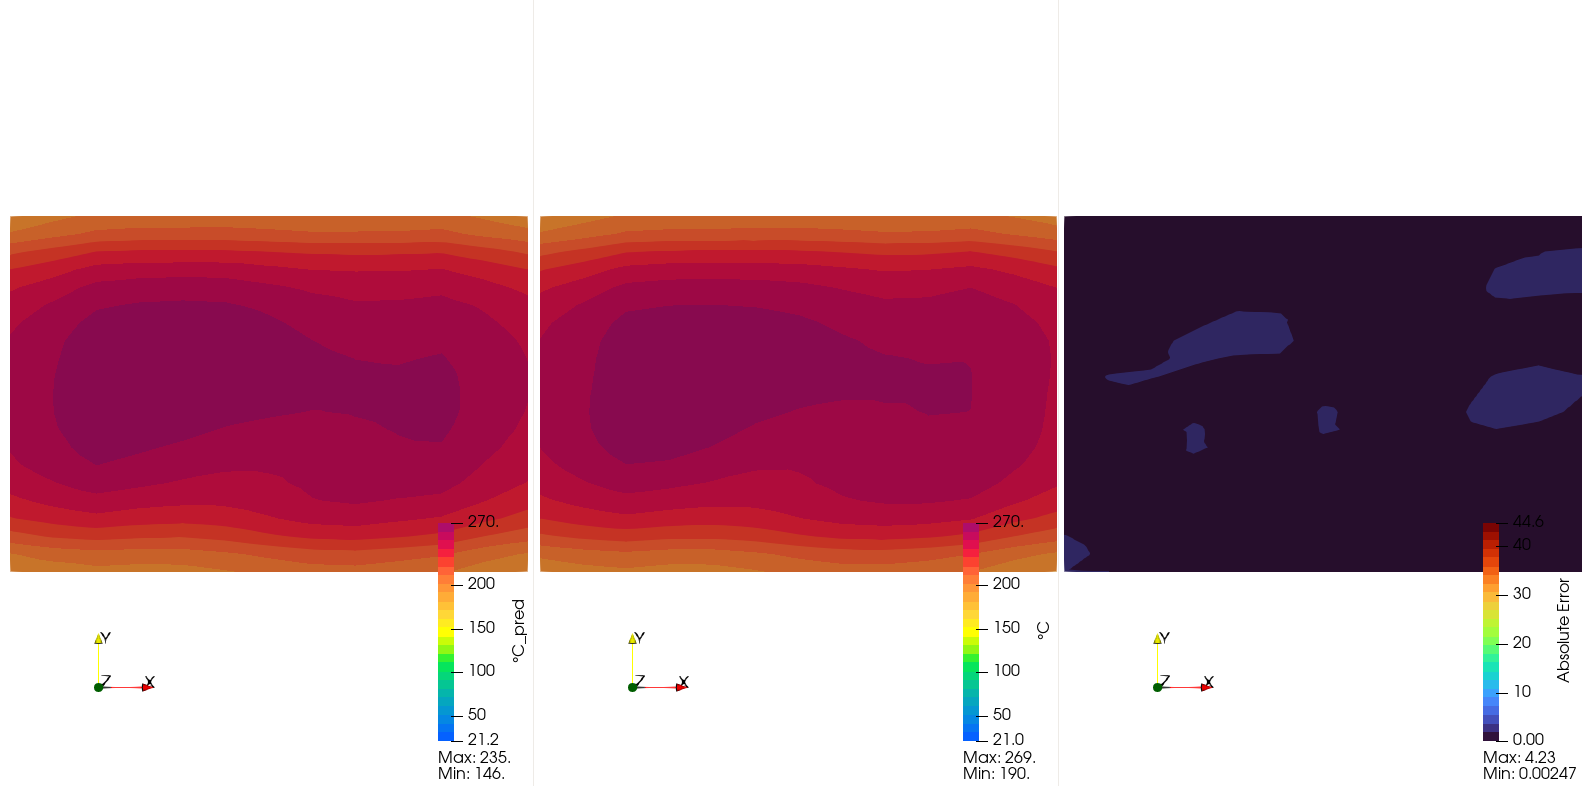 270.
200
150
100
50
21.2
°C_pred
Max: 235.
Min: 146.
Y
Z
X
270.
200
150
100
50
21.0
°C
Max: 269.
Min: 190.
Y
Z
X
44.6
40
30
20
10
0.00
Absolute Error
Max: 4.23
Min: 0.00247
Y
Z
X